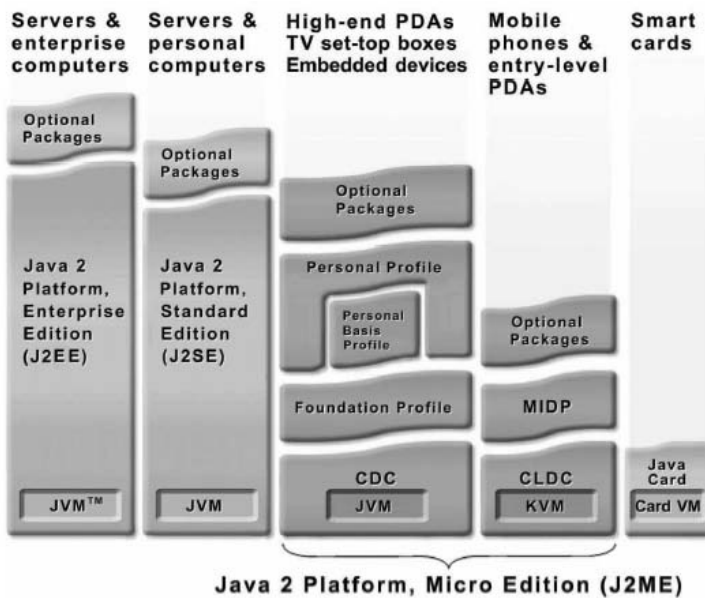 Servers &
enterprise
computers
Servers &
personal
computers
High-end PDAs
TV set-top boxes
Embedded devices
Mobile
phones &
entry-level
PDAs
Smart
cards
Optional
Packages
Java 2
Platform,
Enterprise
Edition
(J2EE)
JVM™
Optional
Packages
Java 2
Platform,
Standard
Edition
(J2SE)
JVM
Optional
Packages
Personal Profile
Personal
Basis
Profile
Foundation Profile
CDC
JVM
Optional
Packages
MIDP
CLDC
KVM
Java
Card
Card VM
Java 2 Platform, Micro Edition (J2ME)